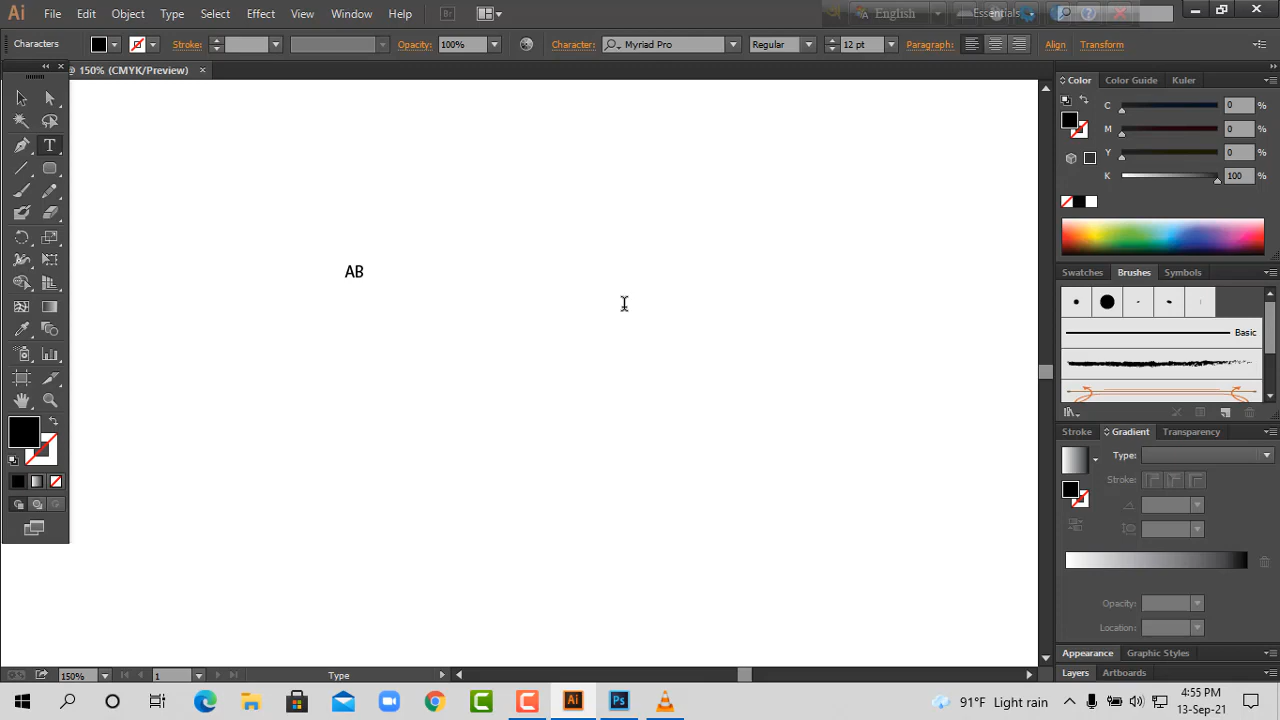 Ai File Edit Object Type Select Effect View Window Help Br English Essentials
Characters Stroke: Opacity: 100% Character: Myriad Pro Regular 12 pt Paragraph: Align Transform
@ 150% (CMYK/Preview)
Color Color Guide Kuler
C 0 %
M 0 %
Y 0 %
K 100 %
T
AB
Swatches Brushes Symbols
Basic
Stroke Gradient Transparency
Type:
Stroke:
Opacity:
Location:
Appearance Graphic Styles
Layers Artboards
150% 1 Type
Ai Ps 91°F Light rain 4:55 PM
13-Sep-21